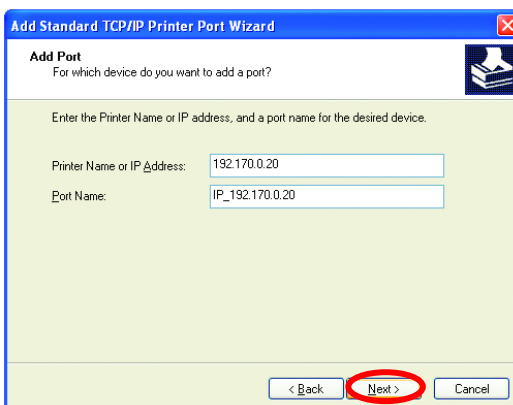 Add Standard TCP/IP Printer Port Wizard
Add Port
For which device do you want to add a port?
Enter the Printer Name or IP address, and a port name for the desired device.
Printer Name or IP Address: 192.170.0.20
Port Name: IP_192.170.0.20
< Back Next > Cancel